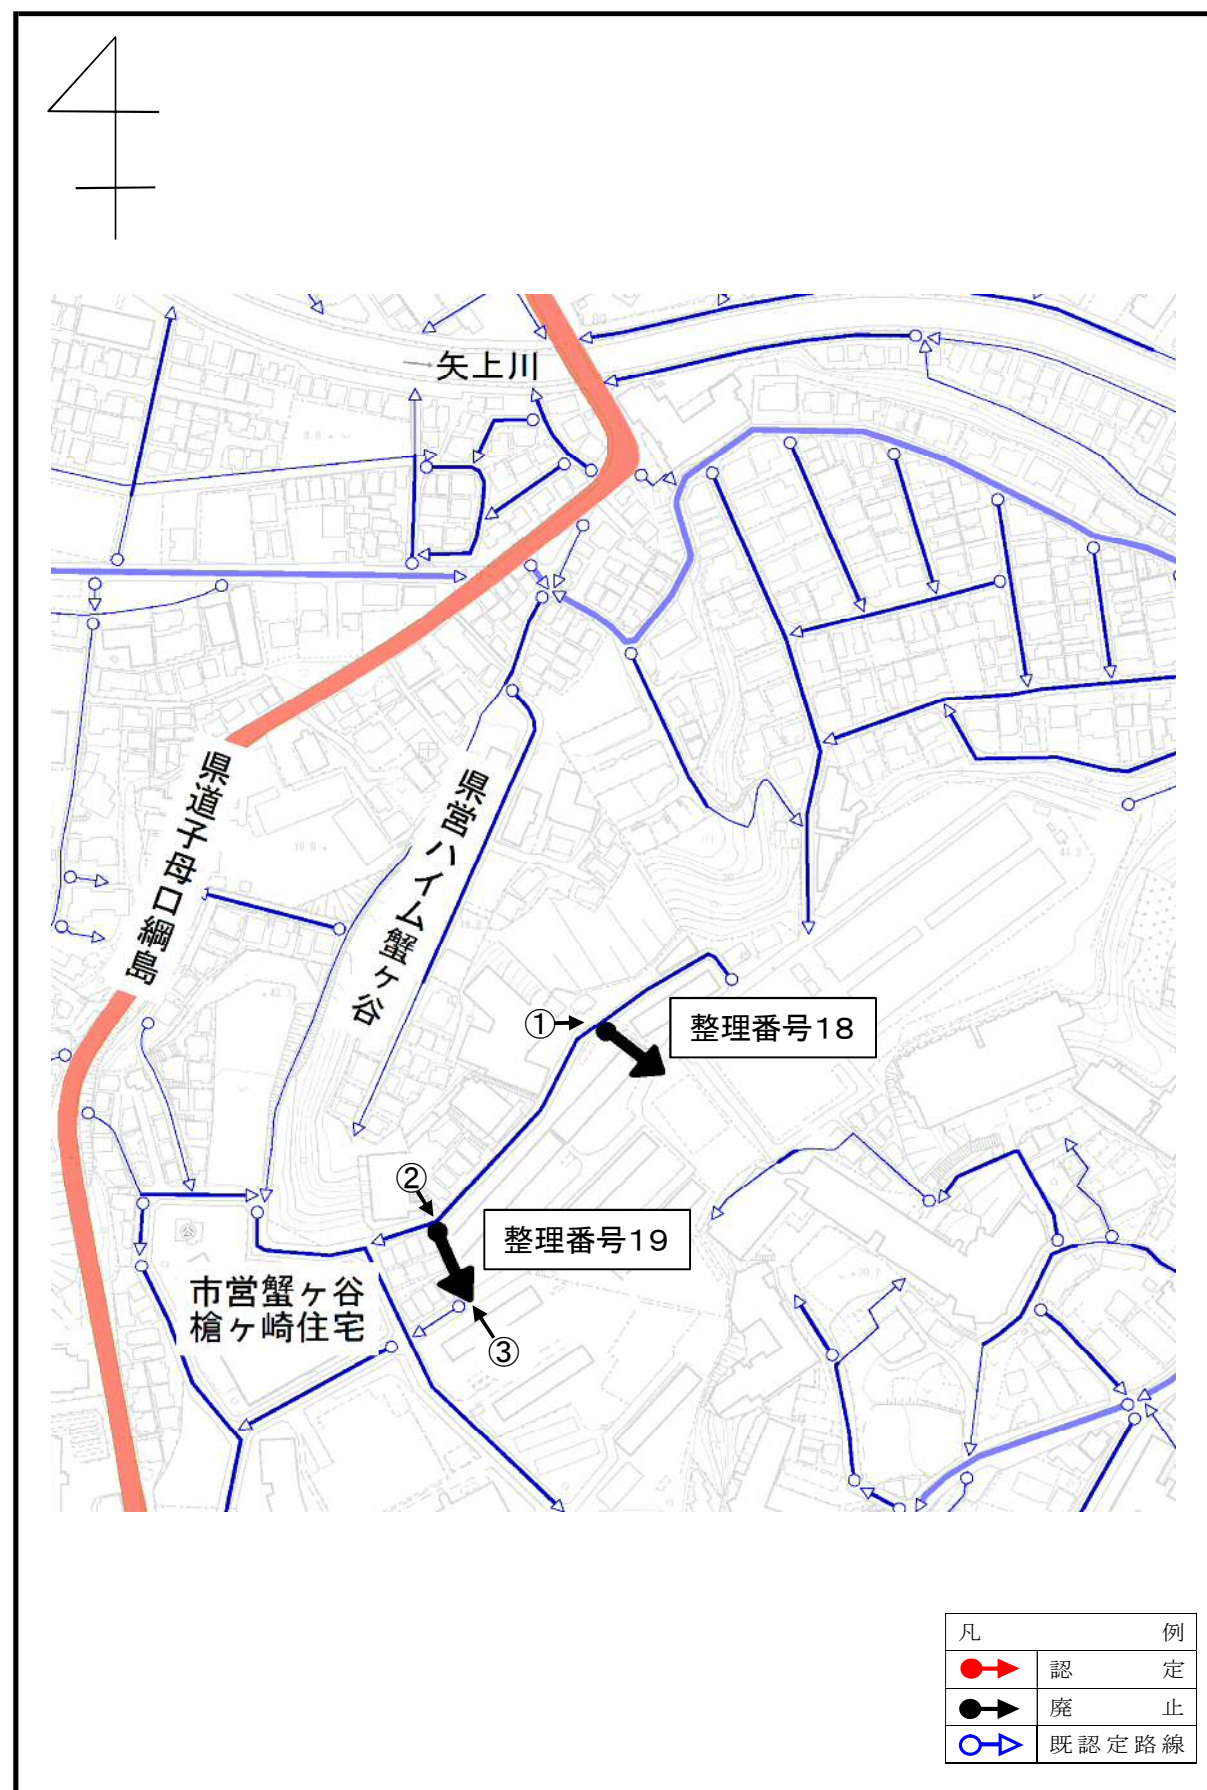 矢上川
県道子母口綱島
県営ハイム蟹ヶ谷
①
整理番号18
②
整理番号19
市営蟹ヶ谷
槍ヶ崎住宅
③
凡例
認定
廃止
既認定路線